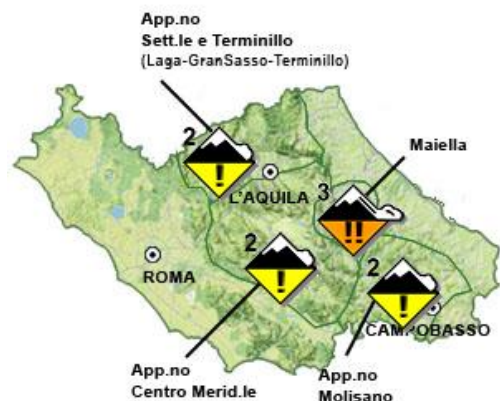 App.no
Sett.le e Terminillo
(Laga-GranSasso-Terminillo)
Maiella
2
!
L'AQUILA
3
!!
ROMA
2
!
2
!
CAMPOBASSO
App.no
Centro Merid.le
App.no
Molisano